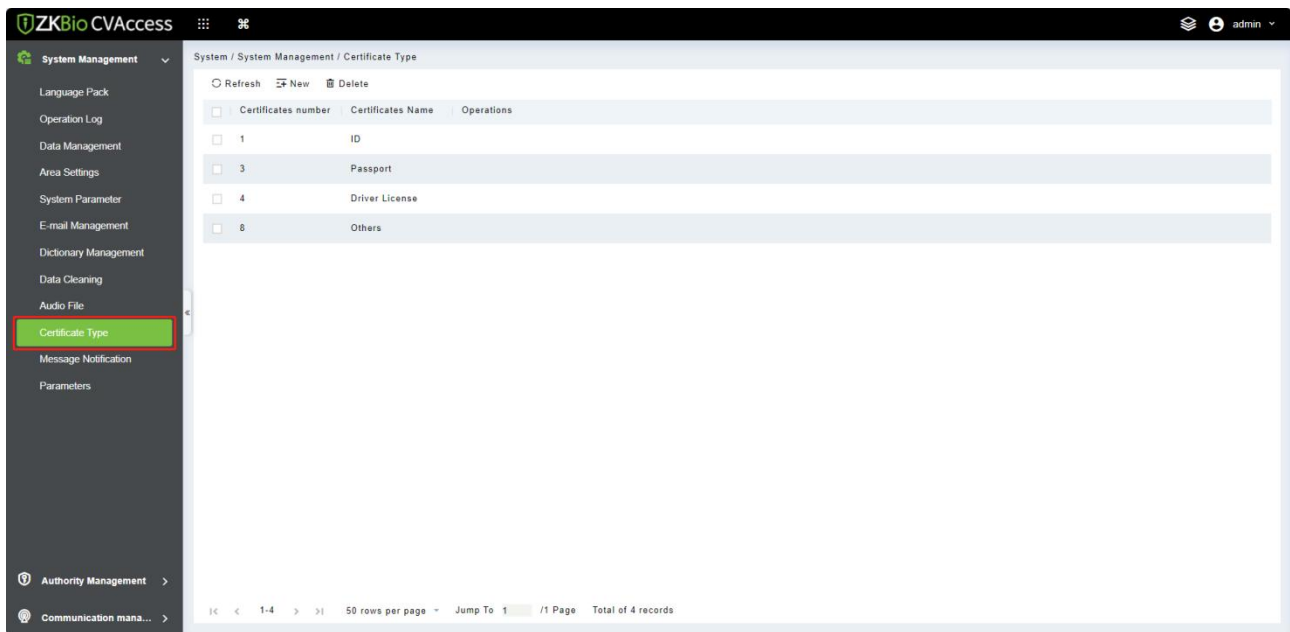 ZKBio CVAccess
admin
System Management
Language Pack
Operation Log
Data Management
Area Settings
System Parameter
E-mail Management
Dictionary Management
Data Cleaning
Audio File
Certificate Type
Message Notification
Parameters
Authority Management
Communication mana...
System / System Management / Certificate Type
Refresh New Delete
Certificates number Certificates Name Operations
1 ID
3 Passport
4 Driver License
8 Others
1-4 50 rows per page Jump To 1 /1 Page Total of 4 records